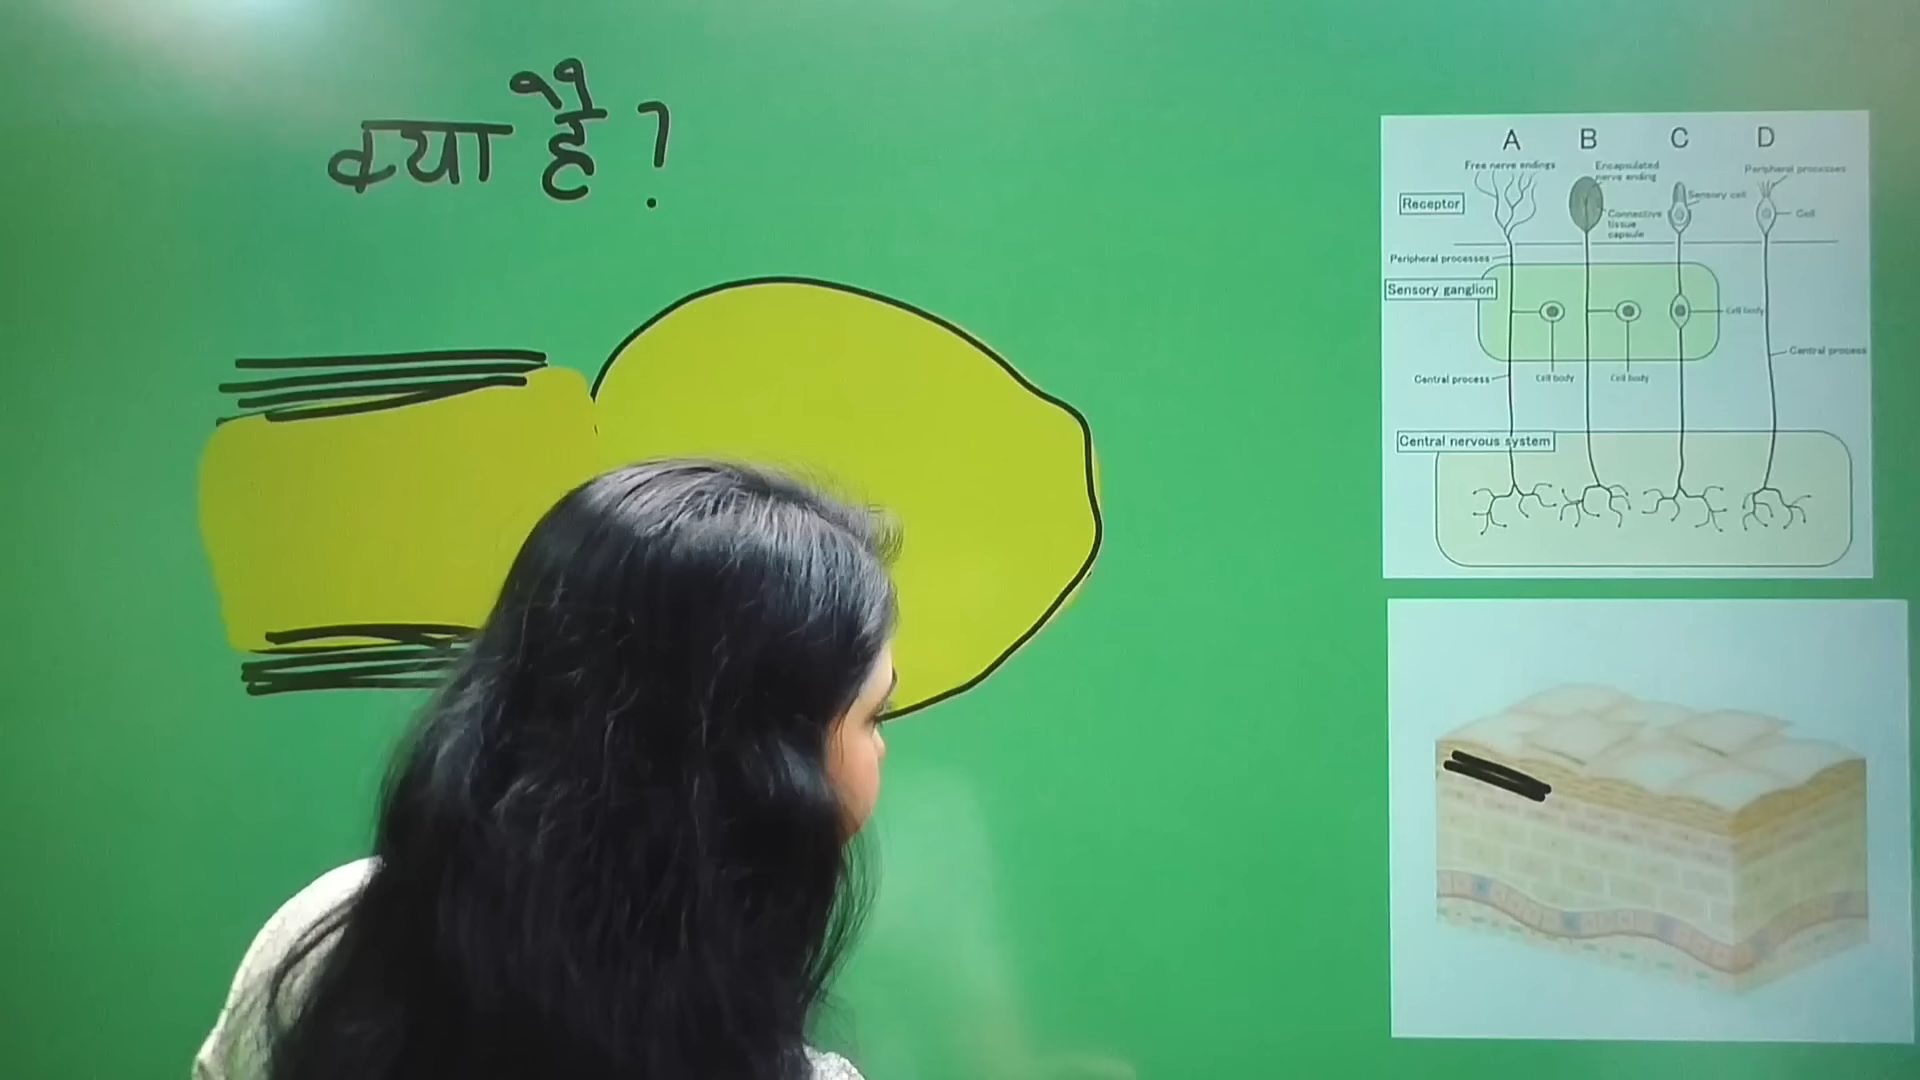 क्या है ?
A B C D
Free nerve endings
Encapsulated
nerve ending
Peripheral processes
Receptor
Sensory cell
Connective
tissue
capsule
Cell
Peripheral processes
Sensory ganglion
Cell body
Central process
Central process
Cell body
Cell body
Central nervous system